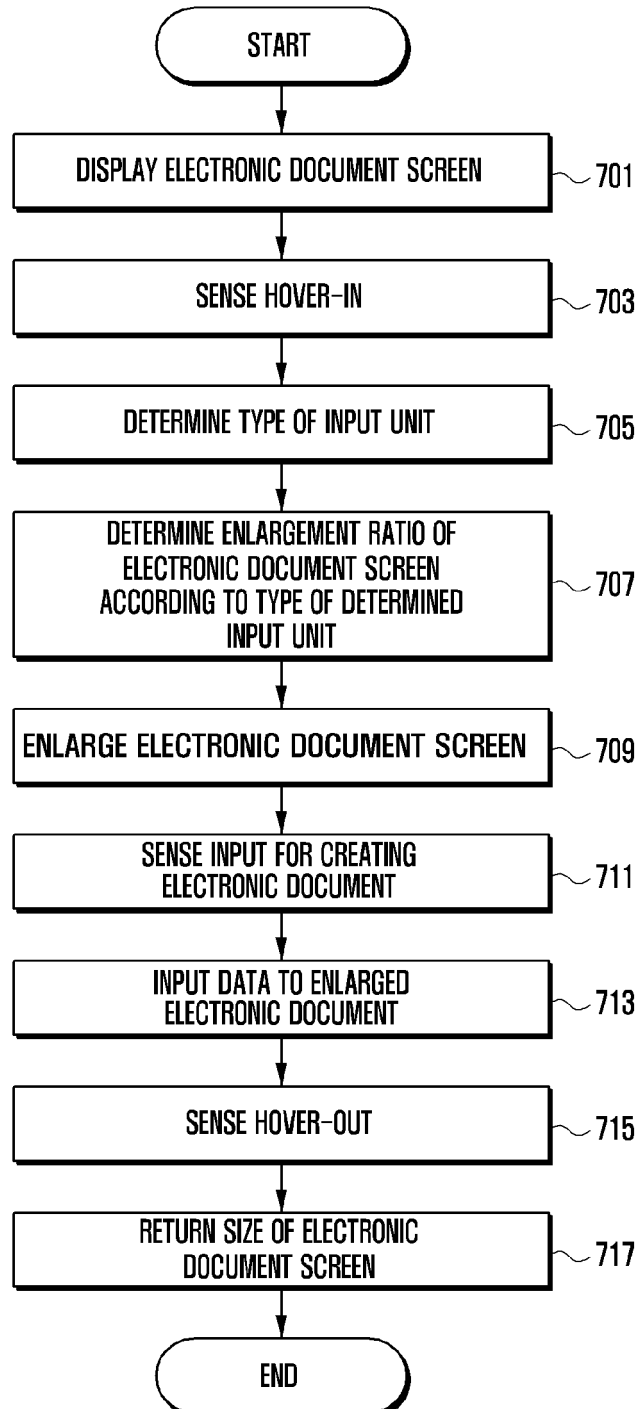 START
DISPLAY ELECTRONIC DOCUMENT SCREEN
701
SENSE HOVER-IN
703
DETERMINE TYPE OF INPUT UNIT
705
DETERMINE ENLARGEMENT RATIO OF
ELECTRONIC DOCUMENT SCREEN
ACCORDING TO TYPE OF DETERMINED
INPUT UNIT
707
ENLARGE ELECTRONIC DOCUMENT SCREEN
709
SENSE INPUT FOR CREATING
ELECTRONIC DOCUMENT
711
INPUT DATA TO ENLARGED
ELECTRONIC DOCUMENT
713
SENSE HOVER-OUT
715
RETURN SIZE OF ELECTRONIC
DOCUMENT SCREEN
717
END